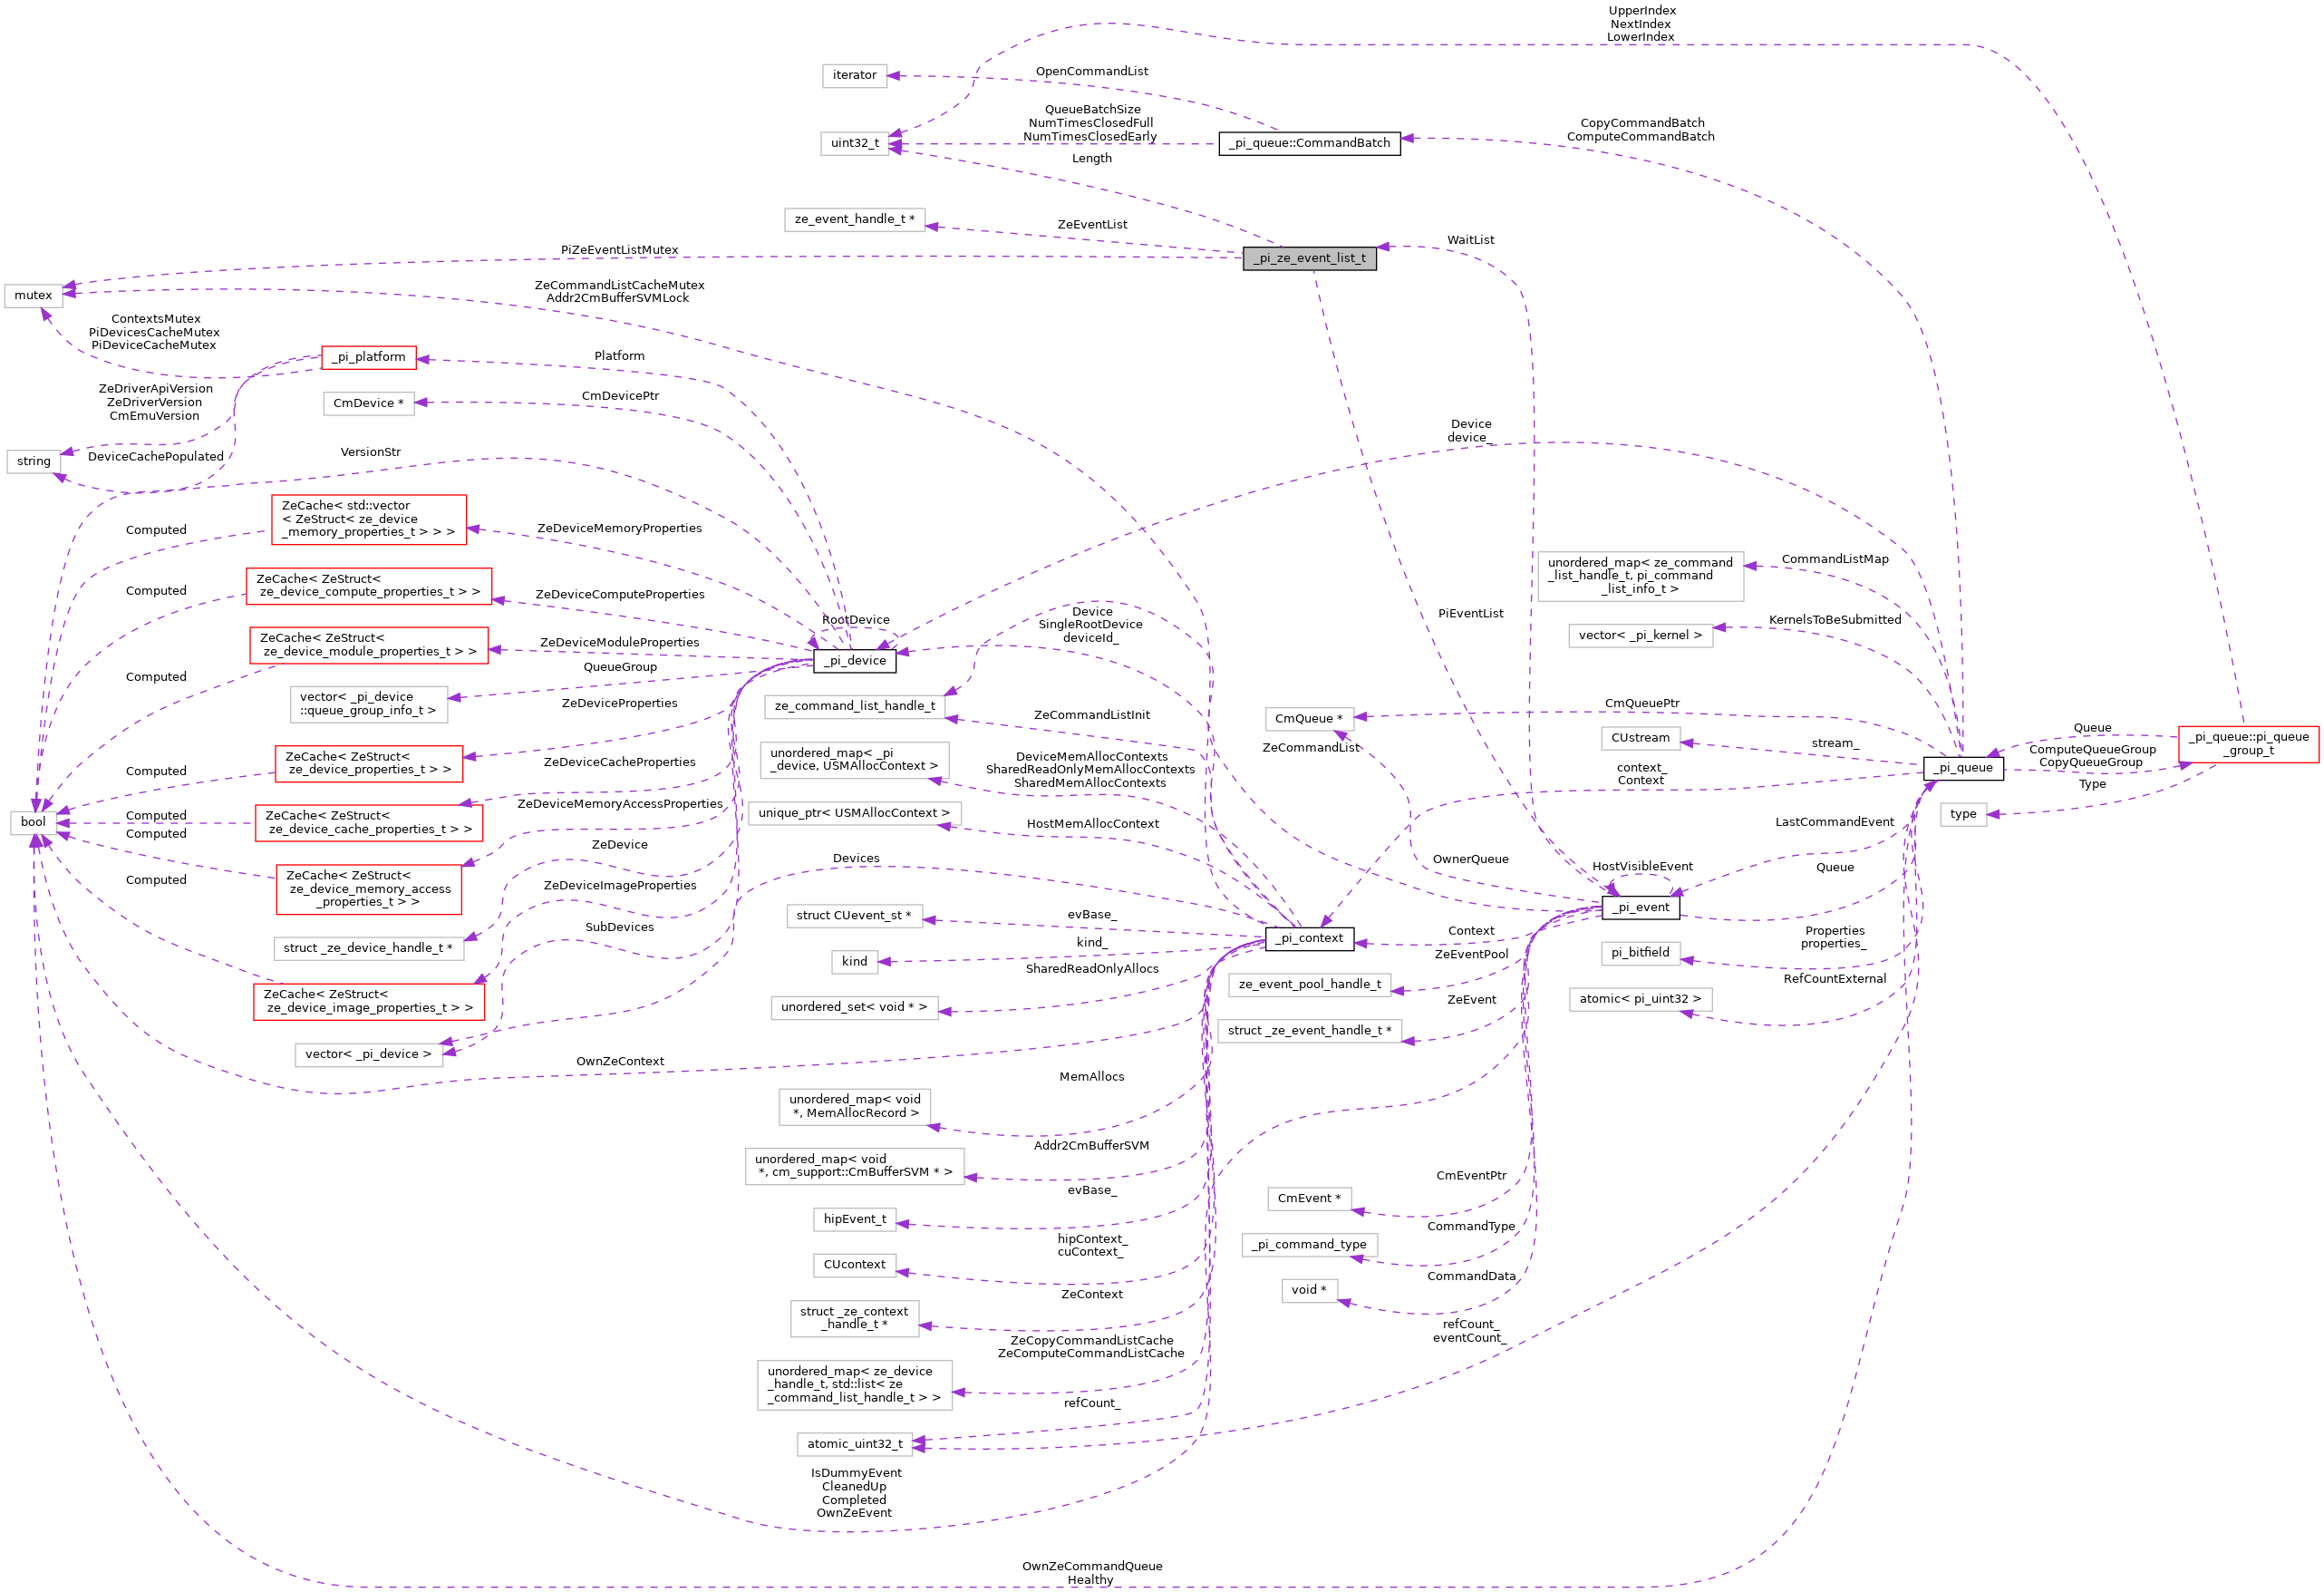 UpperIndex
NextIndex
LowerIndex
iterator
OpenCommandList
QueueBatchSize
NumTimesClosedFull
NumTimesClosedEarly
CopyCommandBatch
ComputeCommandBatch
uint32_t
_pi_queue::CommandBatch
Length
ze_event_handle_t *
ZeEventList
WaitList
PiZeEventListMutex
_pi_ze_event_list_t
mutex
ZeCommandListCacheMutex
Addr2CmBufferSVMLock
ContextsMutex
PiDevicesCacheMutex
PiDeviceCacheMutex
_pi_platform
Platform
ZeDriverApiVersion
ZeDriverVersion
CmEmuVersion
CmDevice *
CmDevicePtr
Device
device_
string
DeviceCachePopulated
VersionStr
ZeCache< std::vector
< ZeStruct< ze_device
_memory_properties_t > > >
Computed
ZeDeviceMemoryProperties
unordered_map< ze_command
_list_handle_t, pi_command
_list_info_t >
CommandListMap
ZeCache< ZeStruct<
ze_device_compute_properties_t > >
Computed
ZeDeviceComputeProperties
RootDevice
Device
SingleRootDevice
deviceId_
PiEventList
vector< _pi_kernel >
KernelsToBeSubmitted
ZeCache< ZeStruct<
ze_device_module_properties_t > >
ZeDeviceModuleProperties
Computed
QueueGroup
_pi_device
vector< _pi_device
::queue_group_info_t >
ZeDeviceProperties
ze_command_list_handle_t
ZeCommandListInit
CmQueue *
CmQueuePtr
ZeCommandList
CUstream
stream_
Queue
ComputeQueueGroup
CopyQueueGroup
_pi_queue::pi_queue
_group_t
ZeCache< ZeStruct<
ze_device_properties_t > >
Computed
ZeDeviceCacheProperties
unordered_map< _pi
_device, USMAllocContext >
DeviceMemAllocContexts
SharedReadOnlyMemAllocContexts
SharedMemAllocContexts
context_
Context
_pi_queue
Type
type
ZeCache< ZeStruct<
ze_device_cache_properties_t > >
Computed
Computed
bool
ZeDeviceMemoryAccessProperties
unique_ptr< USMAllocContext >
HostMemAllocContext
LastCommandEvent
ZeDevice
Devices
OwnerQueue
HostVisibleEvent
Queue
ZeCache< ZeStruct<
ze_device_memory_access
_properties_t > >
Computed
ZeDeviceImageProperties
_pi_event
struct CUevent_st *
evBase_
SubDevices
Context
Properties
properties_
struct _ze_device_handle_t *
kind
kind_
_pi_context
ZeEventPool
pi_bitfield
SharedReadOnlyAllocs
ze_event_pool_handle_t
RefCountExternal
ZeCache< ZeStruct<
ze_device_image_properties_t > >
unordered_set< void * >
ZeEvent
atomic< pi_uint32 >
struct _ze_event_handle_t *
vector< _pi_device >
OwnZeContext
MemAllocs
unordered_map< void
*, MemAllocRecord >
Addr2CmBufferSVM
unordered_map< void
*, cm_support::CmBufferSVM * >
evBase_
CmEventPtr
CmEvent *
hipEvent_t
CommandType
hipContext_
cuContext_
_pi_command_type
CUcontext
CommandData
void *
ZeContext
struct _ze_context
_handle_t *
refCount_
eventCount_
ZeCopyCommandListCache
ZeComputeCommandListCache
unordered_map< ze_device
_handle_t, std::list< ze
_command_list_handle_t > >
refCount_
atomic_uint32_t
IsDummyEvent
CleanedUp
Completed
OwnZeEvent
OwnZeCommandQueue
Healthy